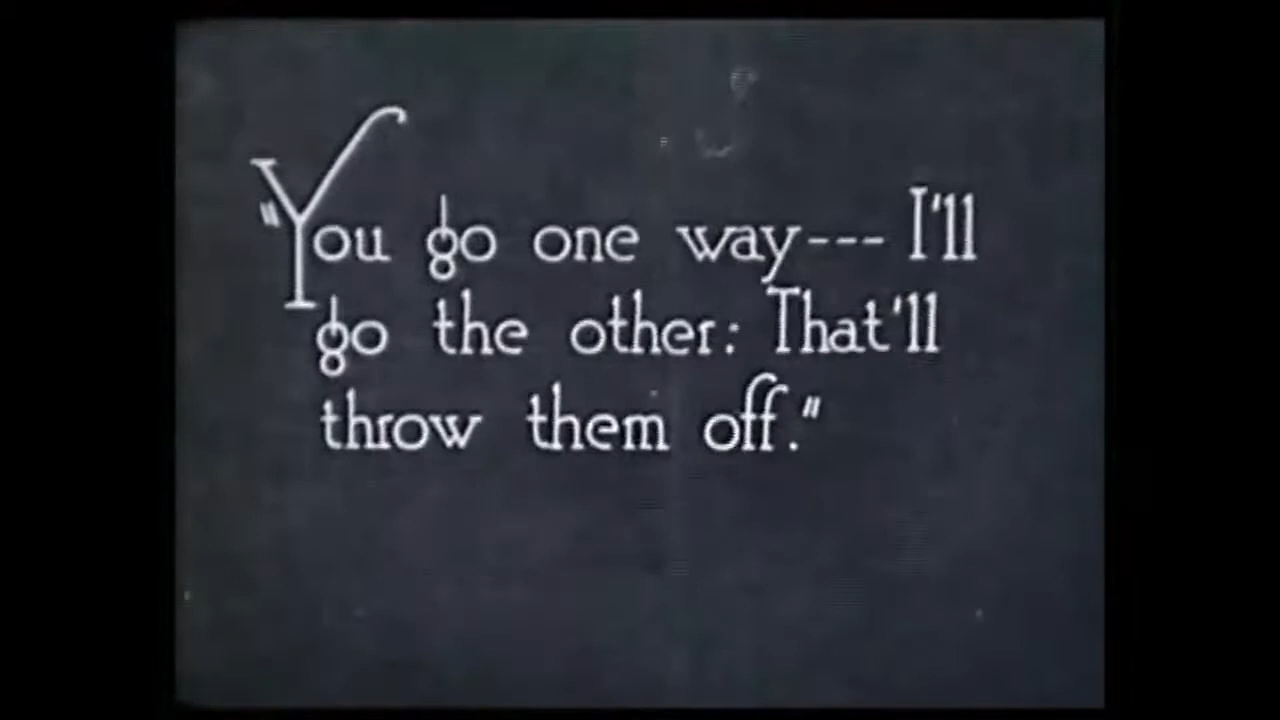 "You go one way--- I'll
go the other: That'll
throw them off."